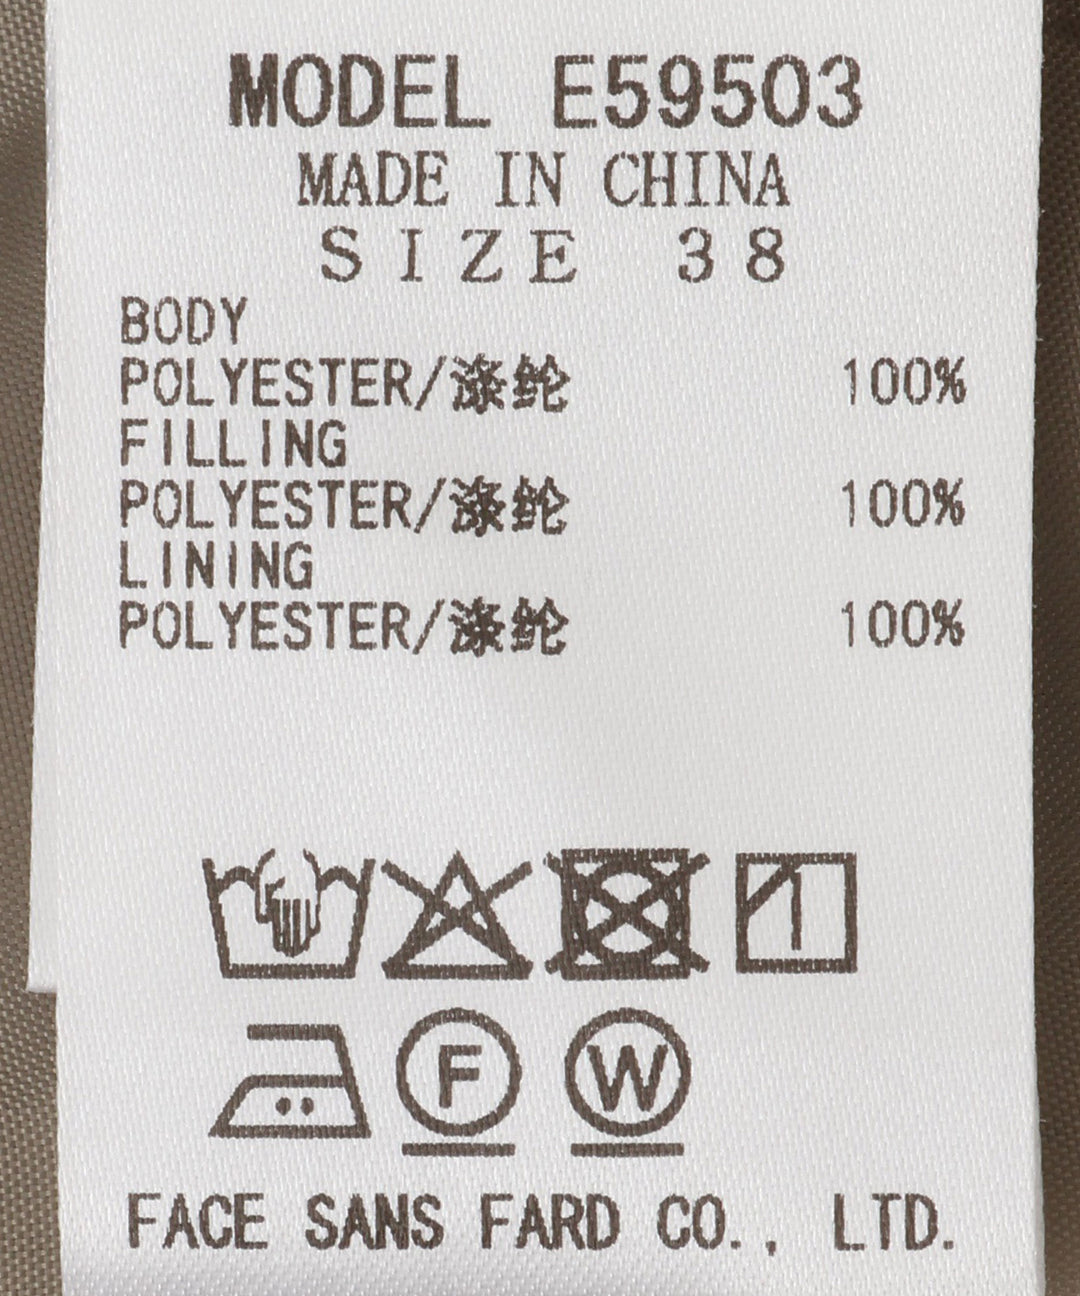 MODEL E59503
MADE IN CHINA
SIZE 38
BODY
POLYESTER/涤纶 100%
FILLING
POLYESTER/涤纶 100%
LINING
POLYESTER/涤纶 100%
F W
FACE SANS FARD CO., LTD.